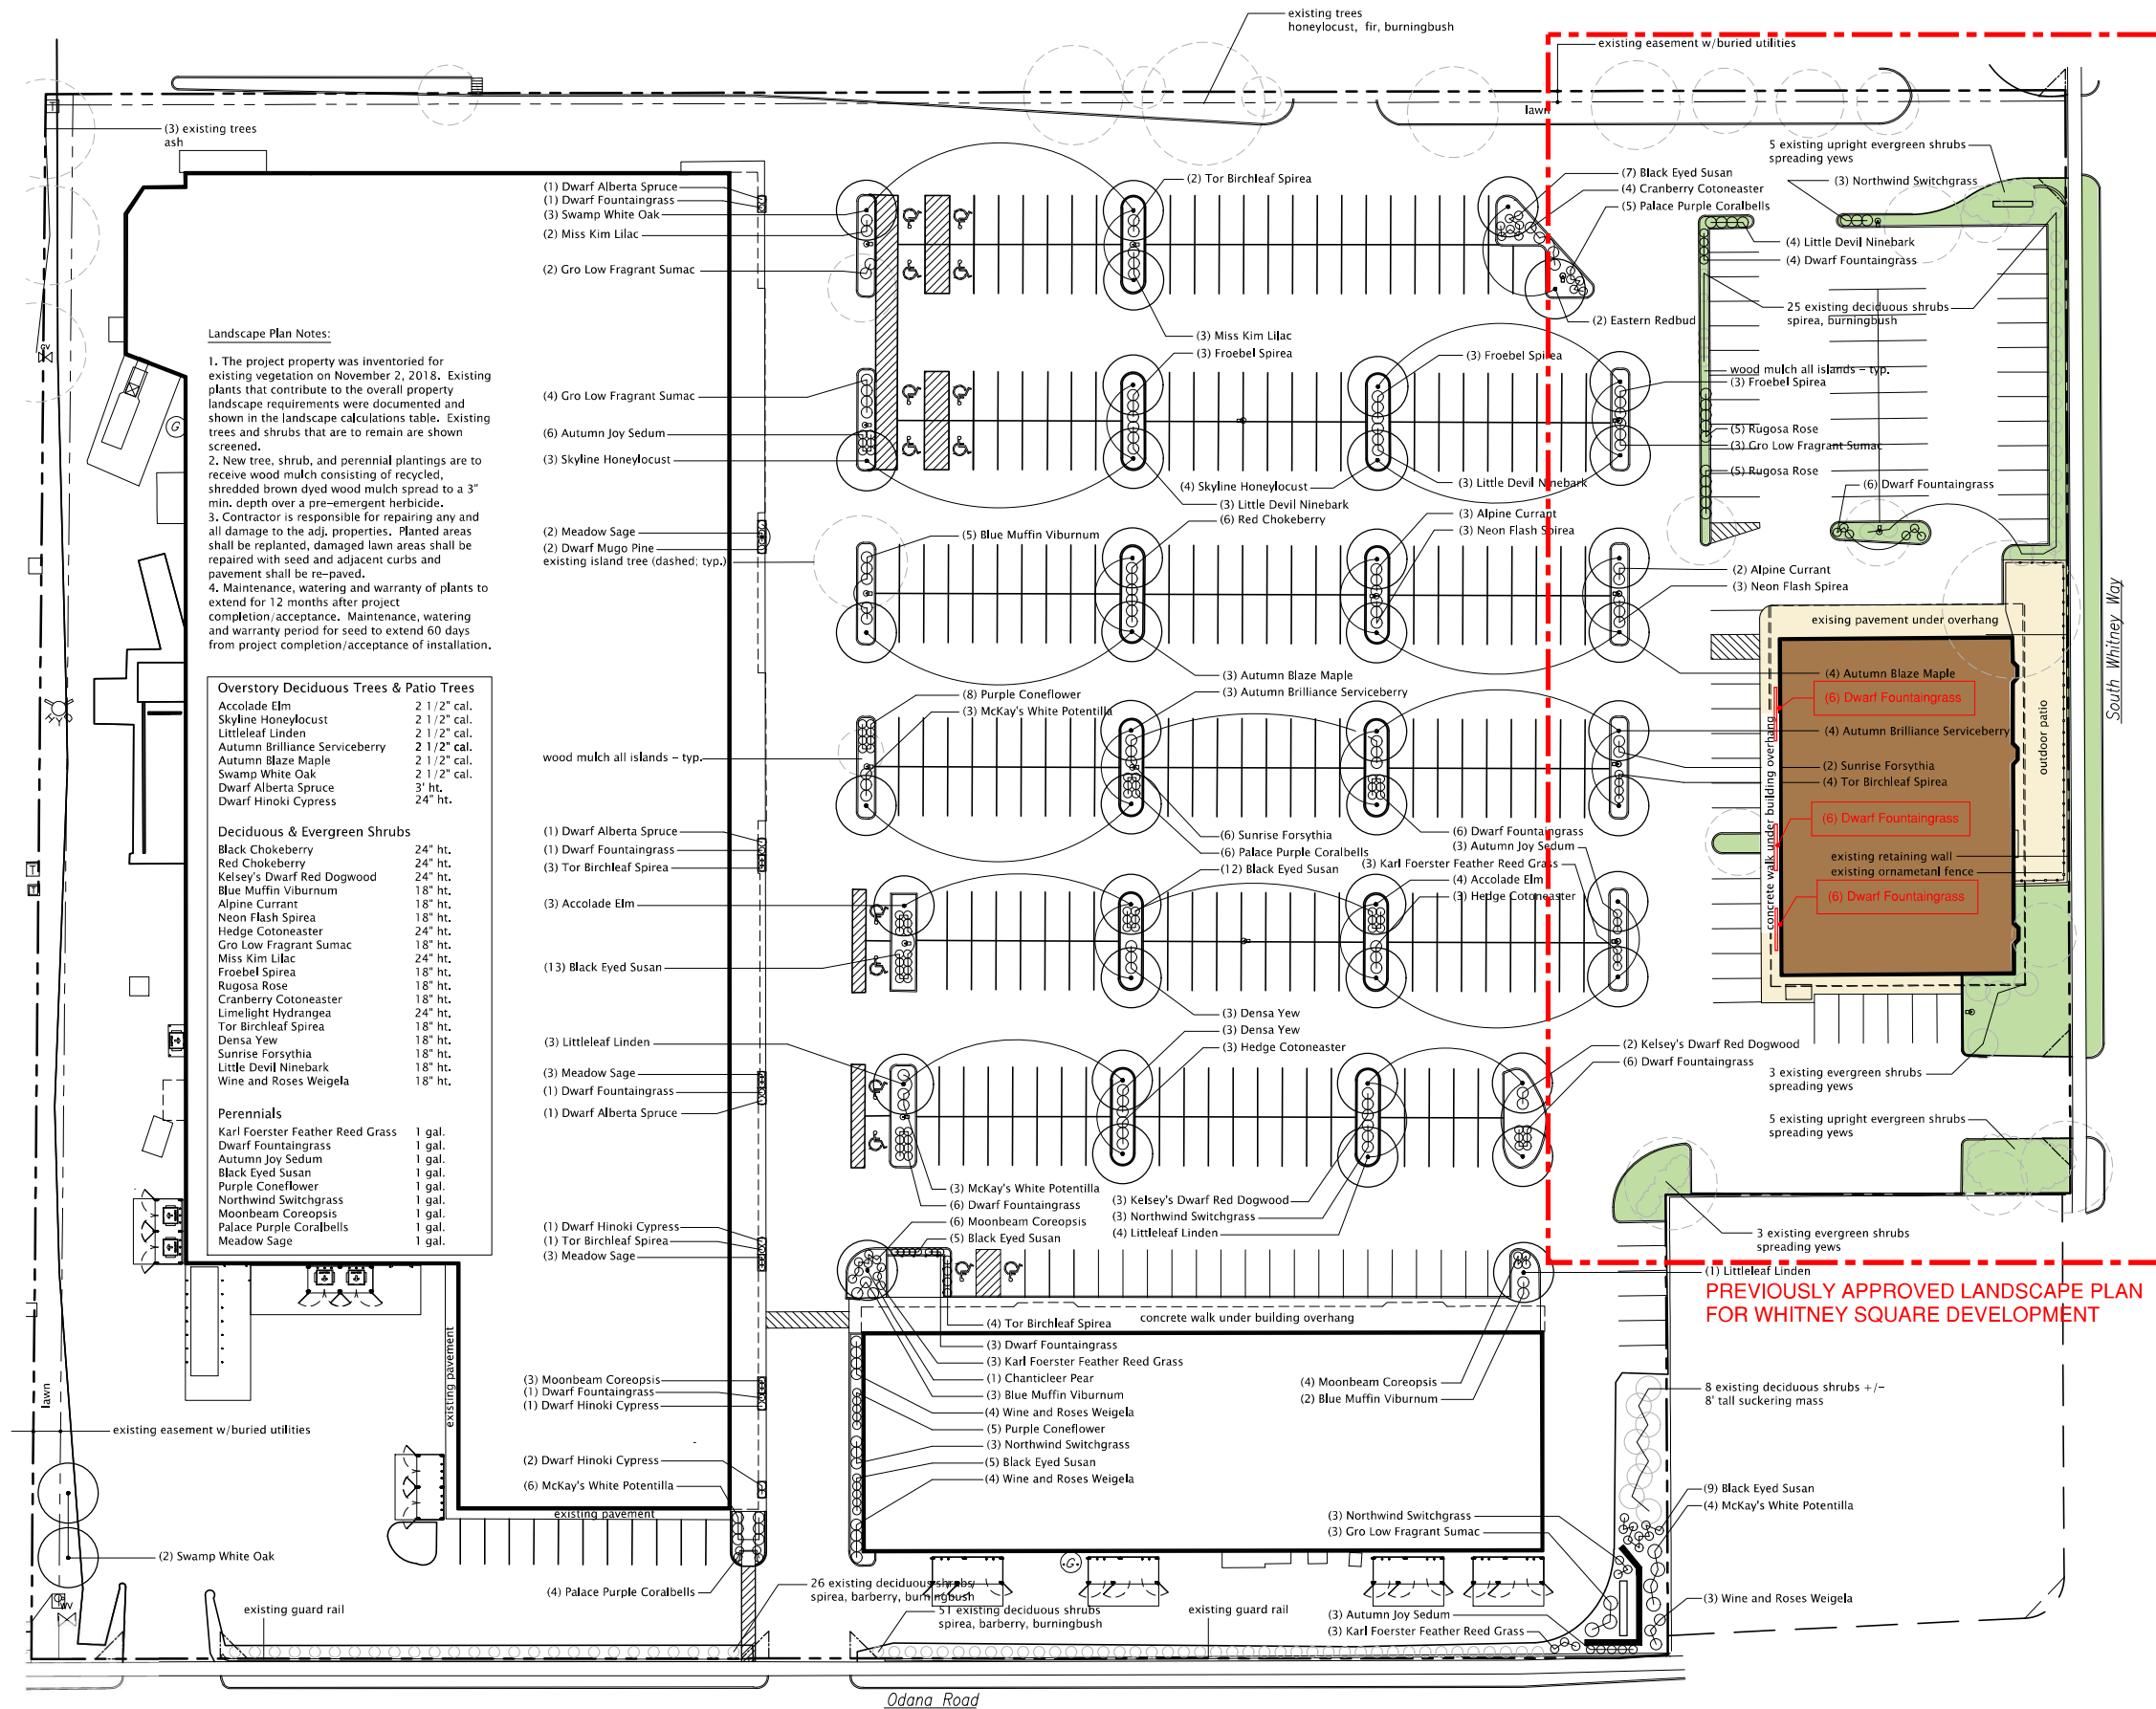 existing trees
honeylocust, fir, burningbush
existing easement w/buried utilities
lawn
(3) existing trees
ash
5 existing upright evergreen shrubs
spreading yews
(3) Northwind Switchgrass
(7) Black Eyed Susan
(4) Cranberry Cotoneaster
(5) Palace Purple Coralbells
(2) Tor Birchleaf Spirea
(1) Dwarf Alberta Spruce
(1) Dwarf Fountaingrass
(3) Swamp White Oak
(2) Miss Kim Lilac
(2) Gro Low Fragrant Sumac
(4) Little Devil Ninebark
(4) Dwarf Fountaingrass
25 existing deciduous shrubs
spirea, burningbush
(2) Eastern Redbud
(3) Miss Kim Lilac
(3) Froebel Spirea
(3) Froebel Spirea
wood mulch all islands - typ.
(3) Froebel Spirea
(4) Gro Low Fragrant Sumac
(6) Autumn Joy Sedum
(3) Skyline Honeylocust
(5) Rugosa Rose
(3) Gro Low Fragrant Sumac
(5) Rugosa Rose
(6) Dwarf Fountaingrass
(4) Skyline Honeylocust
(3) Little Devil Ninebark
(3) Little Devil Ninebark
(6) Red Chokeberry
(3) Alpine Currant
(3) Neon Flash Spirea
(2) Meadow Sage
(2) Dwarf Mugo Pine
existing island tree (dashed; typ.)
(5) Blue Muffin Viburnum
(2) Alpine Currant
(3) Neon Flash Spirea
Landscape Plan Notes:
1. The project property was inventoried for
existing vegetation on November 2, 2018. Existing
plants that contribute to the overall property
landscape requirements were documented and
shown in the landscape calculations table. Existing
trees and shrubs that are to remain are shown
screened.
2. New tree, shrub, and perennial plantings are to
receive wood mulch consisting of recycled,
shredded brown dyed wood mulch spread to a 3"
min. depth over a pre-emergent herbicide.
3. Contractor is responsible for repairing any and
all damage to the adj. properties. Planted areas
shall be replanted, damaged lawn areas shall be
repaired with seed and adjacent curbs and
pavement shall be re-paved.
4. Maintenance, watering and warranty of plants to
extend for 12 months after project
completion/acceptance. Maintenance, watering
and warranty period for seed to extend 60 days
from project completion/acceptance of installation.
Overstory Deciduous Trees & Patio Trees
Accolade Elm 2 1/2" cal.
Skyline Honeylocust 2 1/2" cal.
Littleleaf Linden 2 1/2" cal.
Autumn Brilliance Serviceberry 2 1/2" cal.
Autumn Blaze Maple 2 1/2" cal.
Swamp White Oak 2 1/2" cal.
Dwarf Alberta Spruce 3' ht.
Dwarf Hinoki Cypress 24" ht.
Deciduous & Evergreen Shrubs
Black Chokeberry 24" ht.
Red Chokeberry 24" ht.
Kelsey's Dwarf Red Dogwood 24" ht.
Blue Muffin Viburnum 18" ht.
Alpine Currant 18" ht.
Neon Flash Spirea 18" ht.
Hedge Cotoneaster 24" ht.
Gro Low Fragrant Sumac 18" ht.
Miss Kim Lilac 24" ht.
Froebel Spirea 18" ht.
Rugosa Rose 18" ht.
Cranberry Cotoneaster 18" ht.
Limelight Hydrangea 24" ht.
Tor Birchleaf Spirea 18" ht.
Densa Yew 18" ht.
Sunrise Forsythia 18" ht.
Little Devil Ninebark 18" ht.
Wine and Roses Weigela 18" ht.
Perennials
Karl Foerster Feather Reed Grass 1 gal.
Dwarf Fountaingrass 1 gal.
Autumn Joy Sedum 1 gal.
Black Eyed Susan 1 gal.
Purple Coneflower 1 gal.
Northwind Switchgrass 1 gal.
Moonbeam Coreopsis 1 gal.
Palace Purple Coralbells 1 gal.
Meadow Sage 1 gal.
exising pavement under overhang
South Whitney Way
outdoor patio
concrete walk under building overhang
(4) Autumn Blaze Maple
(6) Dwarf Fountaingrass
(4) Autumn Brilliance Serviceberry
(2) Sunrise Forsythia
(4) Tor Birchleaf Spirea
(6) Dwarf Fountaingrass
existing retaining wall
existing ornametanl fence
(6) Dwarf Fountaingrass
(3) Autumn Blaze Maple
(3) Autumn Brilliance Serviceberry
(8) Purple Coneflower
(3) McKay's White Potentilla
wood mulch all islands - typ.
(1) Dwarf Alberta Spruce
(1) Dwarf Fountaingrass
(3) Tor Birchleaf Spirea
(6) Sunrise Forsythia
(6) Palace Purple Coralbells
(12) Black Eyed Susan
(6) Dwarf Fountaingrass
(3) Autumn Joy Sedum
(3) Karl Foerster Feather Reed Grass
(4) Accolade Elm
(3) Hedge Cotoneaster
(3) Accolade Elm
(13) Black Eyed Susan
(3) Densa Yew
(3) Densa Yew
(3) Hedge Cotoneaster
(3) Littleleaf Linden
(3) Meadow Sage
(1) Dwarf Fountaingrass
(1) Dwarf Alberta Spruce
(2) Kelsey's Dwarf Red Dogwood
(6) Dwarf Fountaingrass
3 existing evergreen shrubs
spreading yews
5 existing upright evergreen shrubs
spreading yews
(3) McKay's White Potentilla
(6) Dwarf Fountaingrass
(6) Moonbeam Coreopsis
(5) Black Eyed Susan
(3) Kelsey's Dwarf Red Dogwood
(3) Northwind Switchgrass
(4) Littleleaf Linden
(1) Dwarf Hinoki Cypress
(1) Tor Birchleaf Spirea
(3) Meadow Sage
3 existing evergreen shrubs
spreading yews
(1) Littleleaf Linden
PREVIOUSLY APPROVED LANDSCAPE PLAN
FOR WHITNEY SQUARE DEVELOPMENT
(4) Tor Birchleaf Spirea
concrete walk under building overhang
(3) Dwarf Fountaingrass
(3) Karl Foerster Feather Reed Grass
(1) Chanticleer Pear
(3) Blue Muffin Viburnum
(4) Wine and Roses Weigela
(5) Purple Coneflower
(3) Northwind Switchgrass
(5) Black Eyed Susan
(4) Wine and Roses Weigela
(4) Moonbeam Coreopsis
(2) Blue Muffin Viburnum
existing pavement
(3) Moonbeam Coreopsis
(1) Dwarf Fountaingrass
(1) Dwarf Hinoki Cypress
(2) Dwarf Hinoki Cypress
(6) McKay's White Potentilla
existing pavement
8 existing deciduous shrubs +/-
8' tall suckering mass
lawn
existing easement w/buried utilities
(9) Black Eyed Susan
(4) McKay's White Potentilla
(3) Northwind Switchgrass
(3) Gro Low Fragrant Sumac
(2) Swamp White Oak
(4) Palace Purple Coralbells
26 existing deciduous shrubs
spirea, barberry, burningbush
51 existing deciduous shrubs
spirea, barberry, burningbush
existing guard rail
existing guard rail
(3) Wine and Roses Weigela
(3) Autumn Joy Sedum
(3) Karl Foerster Feather Reed Grass
Odana Road